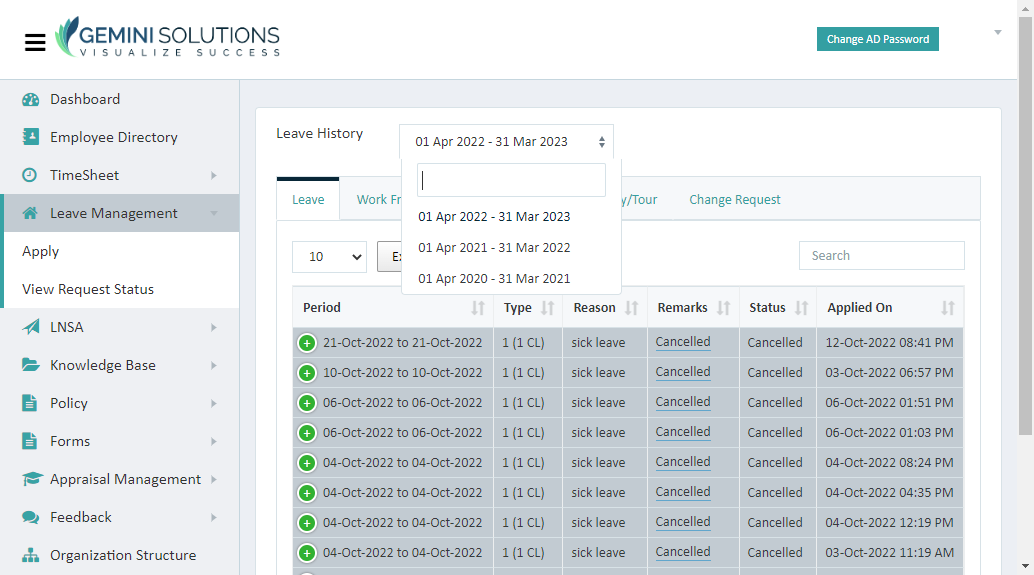 GEMINI SOLUTIONS
VISUALIZE SUCCESS
Change AD Password
Dashboard
Employee Directory
TimeSheet
Leave Management
Apply
View Request Status
LNSA
Knowledge Base
Policy
Forms
Appraisal Management
Feedback
Organization Structure
Leave History
01 Apr 2022 - 31 Mar 2023
01 Apr 2022 - 31 Mar 2023
01 Apr 2021 - 31 Mar 2022
01 Apr 2020 - 31 Mar 2021
Leave Work Fr y/Tour Change Request
10 Ex Search
Period Type Reason Remarks Status Applied On
21-Oct-2022 to 21-Oct-2022 1 (1 CL) sick leave Cancelled Cancelled 12-Oct-2022 08:41 PM
10-Oct-2022 to 10-Oct-2022 1 (1 CL) sick leave Cancelled Cancelled 03-Oct-2022 06:57 PM
06-Oct-2022 to 06-Oct-2022 1 (1 CL) sick leave Cancelled Cancelled 06-Oct-2022 01:51 PM
06-Oct-2022 to 06-Oct-2022 1 (1 CL) sick leave Cancelled Cancelled 06-Oct-2022 01:03 PM
04-Oct-2022 to 04-Oct-2022 1 (1 CL) sick leave Cancelled Cancelled 04-Oct-2022 08:24 PM
04-Oct-2022 to 04-Oct-2022 1 (1 CL) sick leave Cancelled Cancelled 04-Oct-2022 04:35 PM
04-Oct-2022 to 04-Oct-2022 1 (1 CL) sick leave Cancelled Cancelled 04-Oct-2022 12:19 PM
04-Oct-2022 to 04-Oct-2022 1 (1 CL) sick leave Cancelled Cancelled 03-Oct-2022 11:19 AM